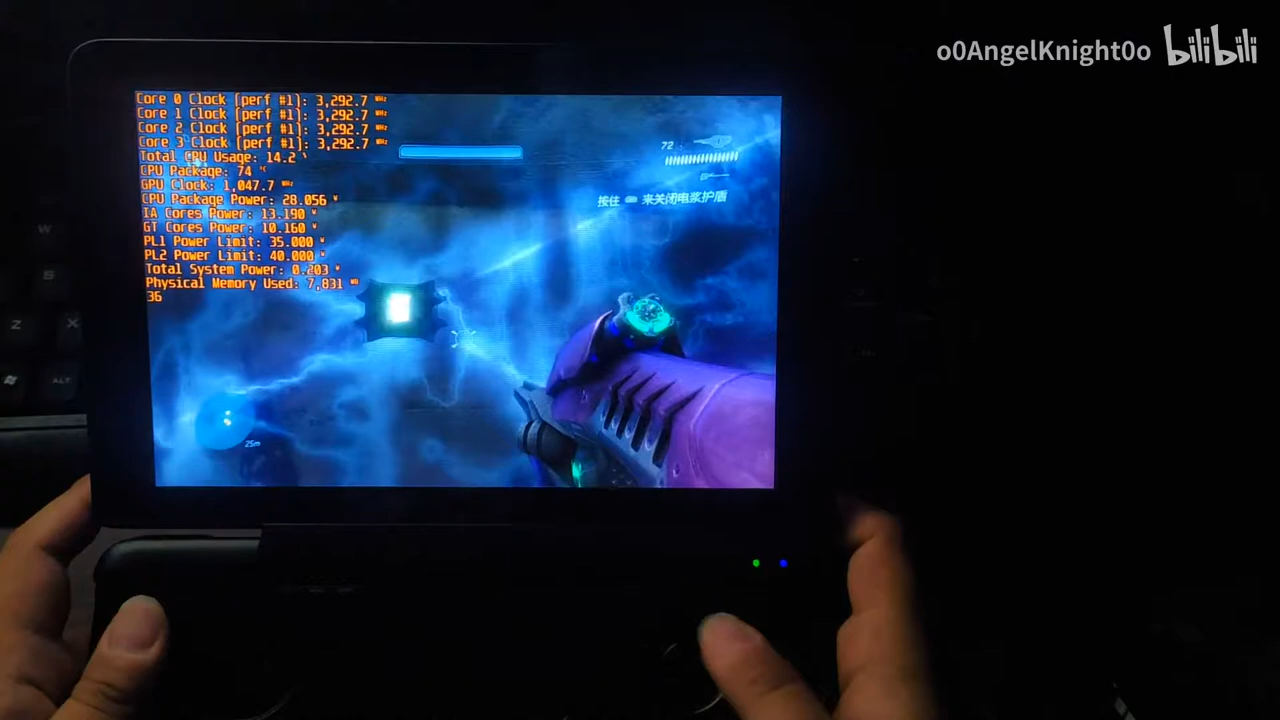 o0AngelKnight0o bilibili
Core 0 Clock (perf #1): 3,292.7 MHz
Core 1 Clock (perf #1): 3,292.7 MHz
Core 2 Clock (perf #1): 3,292.7 MHz
Core 3 Clock (perf #1): 3,292.7 MHz
Total CPU Usage: 14.2 %
CPU Package: 74 °C
GPU Clock: 1,047.7 MHz
CPU Package Power: 28.056 W
IA Cores Power: 13.190 W
GT Cores Power: 10.160 W
PL1 Power Limit: 35.000 W
PL2 Power Limit: 40.000 W
Total System Power: 0.203 W
Physical Memory Used: 7,831 MB
36
72
按住 来关闭电浆护盾
25m
W
S
Z X
ALT